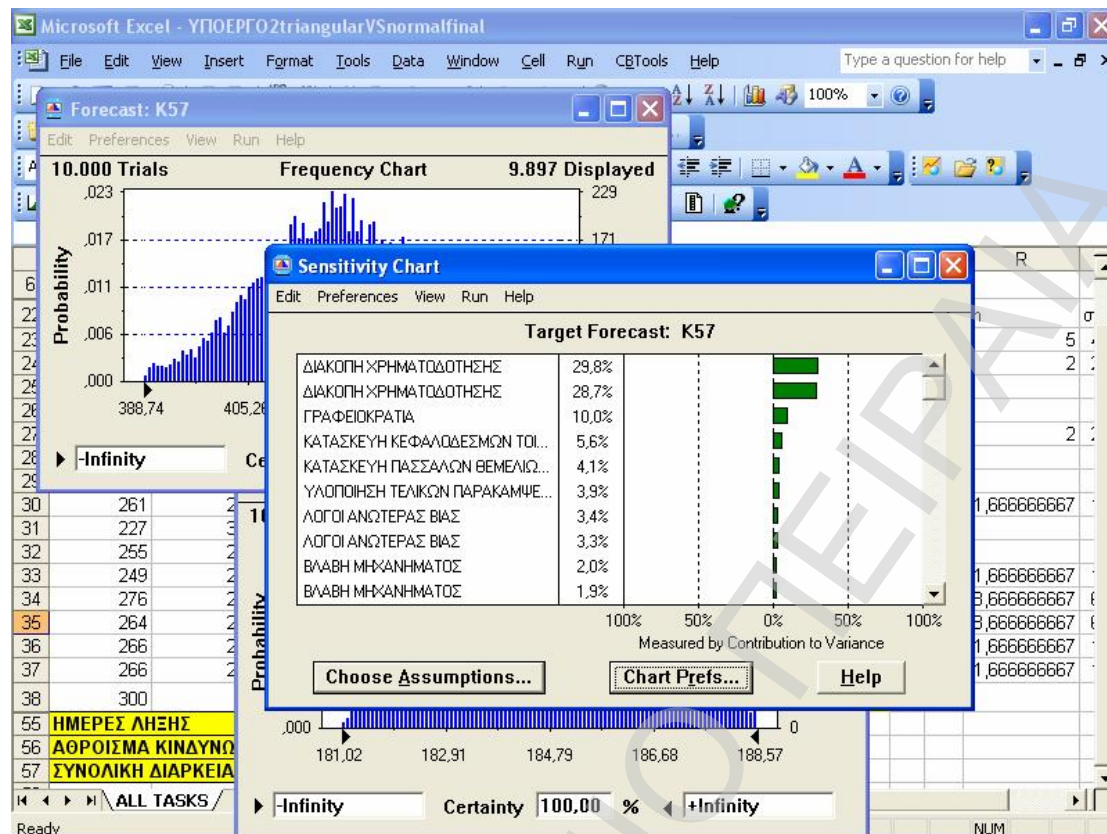 Microsoft Excel - ΥΠΟΕΡΓΟ2triangularVSnormalfinal
File Edit View Insert Format Tools Data Window Cell Run CBTools Help
Type a question for help
100%
Forecast: K57
Edit Preferences View Run Help
10.000 Trials Frequency Chart 9.897 Displayed
,023
229
,017
171
,011
,006
,000
Probability
388,74
-Infinity
Sensitivity Chart
Edit Preferences View Run Help
Target Forecast: K57
ΔΙΑΚΟΠΗ ΧΡΗΜΑΤΟΔΟΤΗΣΗΣ 29,8%
ΔΙΑΚΟΠΗ ΧΡΗΜΑΤΟΔΟΤΗΣΗΣ 28,7%
ΓΡΑΦΕΙΟΚΡΑΤΙΑ 10,0%
ΚΑΤΑΣΚΕΥΗ ΚΕΦΑΛΟΔΕΣΜΩΝ ΤΟΙ... 5,6%
ΚΑΤΑΣΚΕΥΗ ΠΑΣΣΑΛΩΝ ΘΕΜΕΛΙΩ... 4,1%
ΥΛΟΠΟΙΗΣΗ ΤΕΛΙΚΩΝ ΠΑΡΑΚΑΜΨΕ... 3,9%
ΛΟΓΟΙ ΑΝΩΤΕΡΑΣ ΒΙΑΣ 3,4%
ΛΟΓΟΙ ΑΝΩΤΕΡΑΣ ΒΙΑΣ 3,3%
ΒΛΑΒΗ ΜΗΧΑΝΗΜΑΤΟΣ 2,0%
ΒΛΑΒΗ ΜΗΧΑΝΗΜΑΤΟΣ 1,9%
100% 50% 0% 50% 100%
Measured by Contribution to Variance
Choose Assumptions... Chart Prefs... Help
R
5
2
2
30 261 1,666666667
31 227
32 255
33 249 1,666666667
34 276 3,666666667
35 264 3,666666667
36 266 1,666666667
37 266 1,666666667
38 300
55 ΗΜΕΡΕΣ ΛΗΞΗΣ
56 ΑΘΡΟΙΣΜΑ ΚΙΝΔΥΝΩ
57 ΣΥΝΟΛΙΚΗ ΔΙΑΡΚΕΙΑ
Probability
,000
0
181,02 182,91 184,79 186,68 188,57
-Infinity Certainty 100,00 % +Infinity
ALL TASKS
Ready
NUM